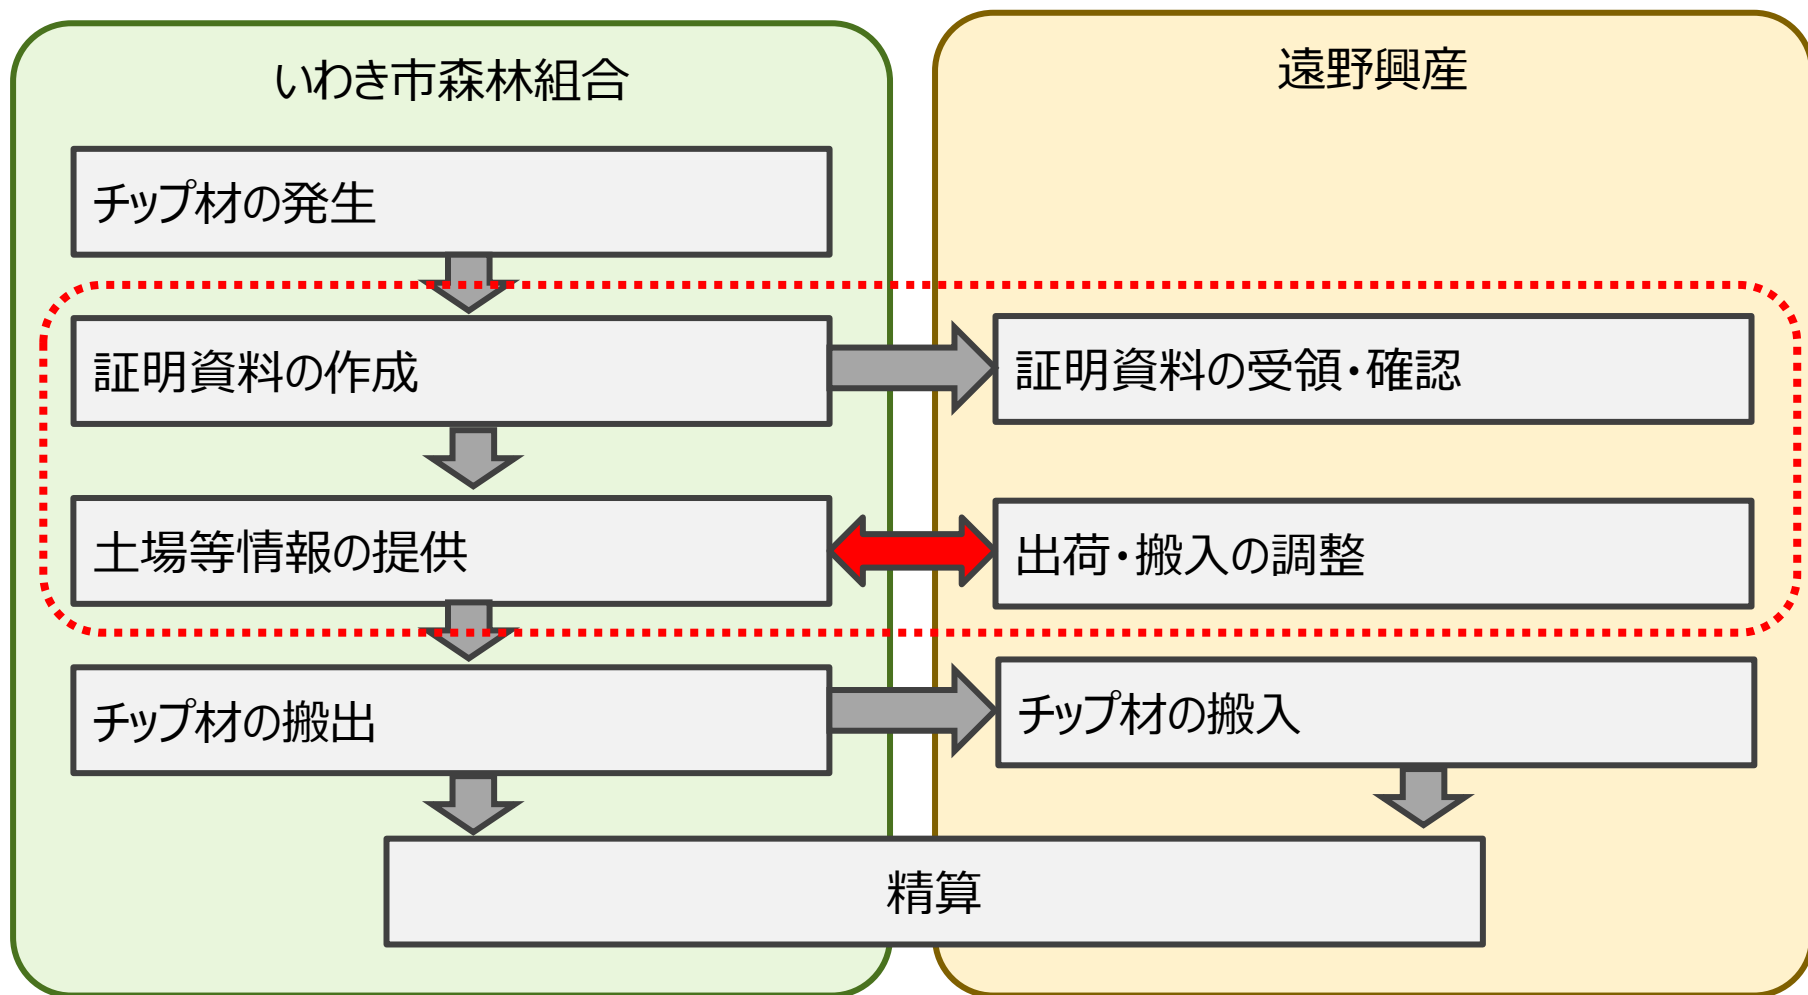 いわき市森林組合
遠野興産
チップ材の発生
証明資料の作成
証明資料の受領・確認
土場等情報の提供
出荷・搬入の調整
チップ材の搬出
チップ材の搬入
精算